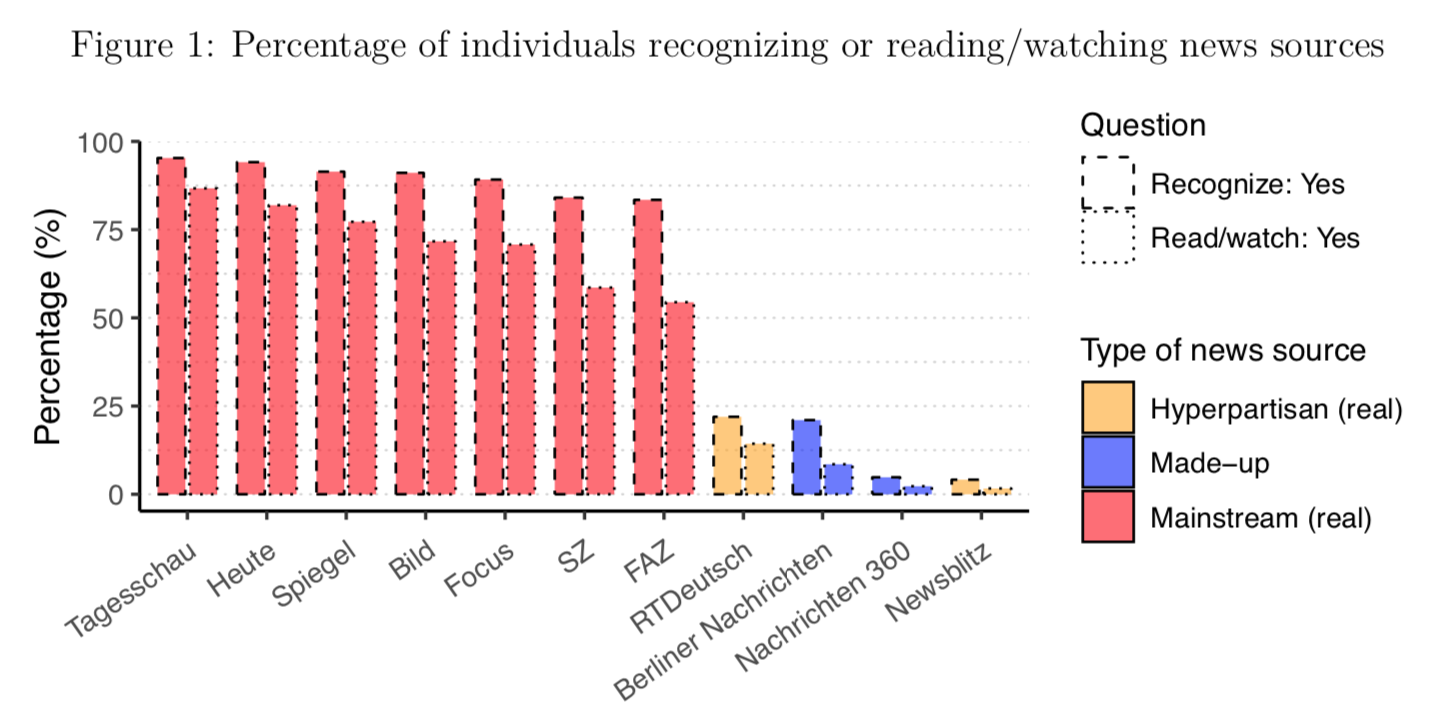 Figure 1: Percentage of individuals recognizing or reading/watching news sources
Percentage (%)
100
75
50
25
0
Tagesschau
Heute
Spiegel
Bild
Focus
SZ
FAZ
RTDeutsch
Berliner Nachrichten
Nachrichten 360
Newsblitz
Question
Recognize: Yes
Read/watch: Yes
Type of news source
Hyperpartisan (real)
Made−up
Mainstream (real)